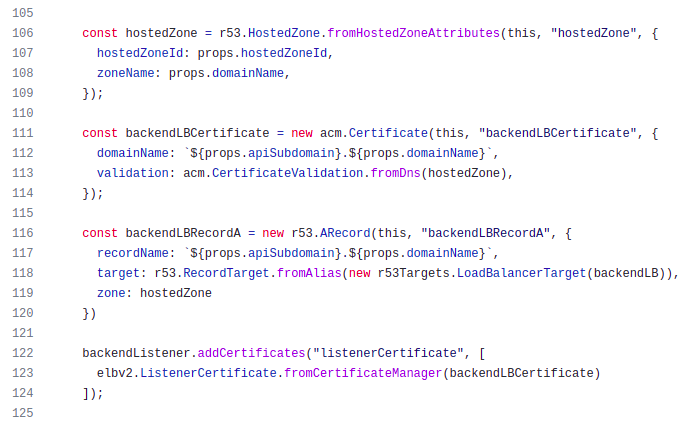 105
106 const hostedZone = r53.HostedZone.fromHostedZoneAttributes(this, "hostedZone", {
107 hostedZoneId: props.hostedZoneId,
108 zoneName: props.domainName,
109 });
110
111 const backendLBCertificate = new acm.Certificate(this, "backendLBCertificate", {
112 domainName: `${props.apiSubdomain}.${props.domainName}`,
113 validation: acm.CertificateValidation.fromDns(hostedZone),
114 });
115
116 const backendLBRecordA = new r53.ARecord(this, "backendLBRecordA", {
117 recordName: `${props.apiSubdomain}.${props.domainName}`,
118 target: r53.RecordTarget.fromAlias(new r53Targets.LoadBalancerTarget(backendLB)),
119 zone: hostedZone
120 })
121
122 backendListener.addCertificates("listenerCertificate", [
123 elbv2.ListenerCertificate.fromCertificateManager(backendLBCertificate)
124 ]);
125